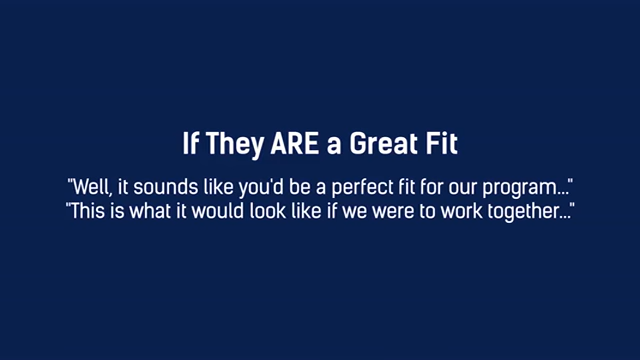 If They ARE a Great Fit
"Well, it sounds like you'd be a perfect fit for our program..."
"This is what it would look like if we were to work together..."